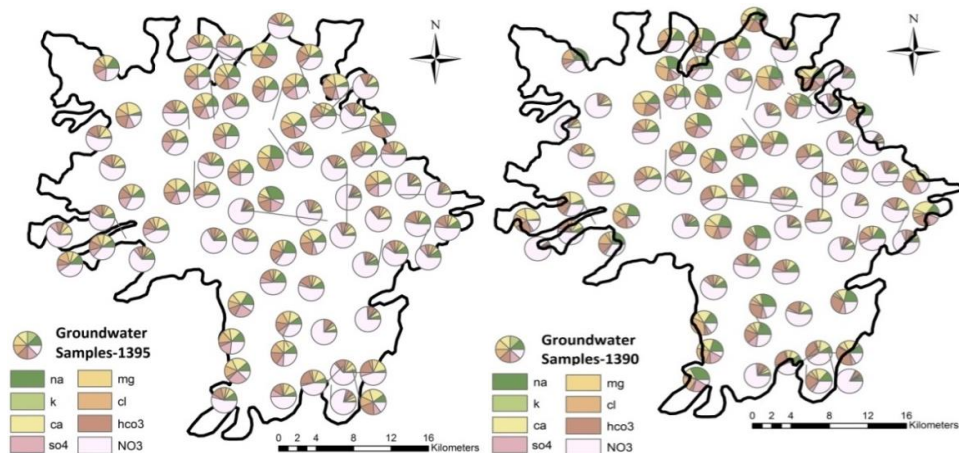 N
Groundwater
Samples-1395
na mg
k cl
ca hco3
so4 NO3
0 2 4 8 12 16
Kilometers
N
Groundwater
Samples-1390
na mg
k cl
ca hco3
so4 NO3
0 2 4 8 12 16
Kilometers